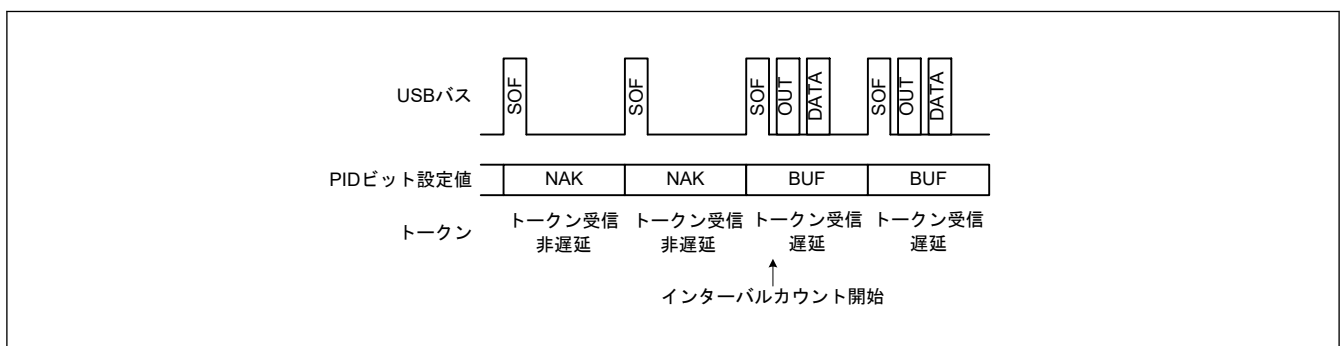 USBバス
SOF
SOF
SOF
OUT
DATA
SOF
OUT
DATA
PIDビット設定値
NAK
NAK
BUF
BUF
トークン
トークン受信
非遅延
トークン受信
非遅延
トークン受信
遅延
トークン受信
遅延
インターバルカウント開始